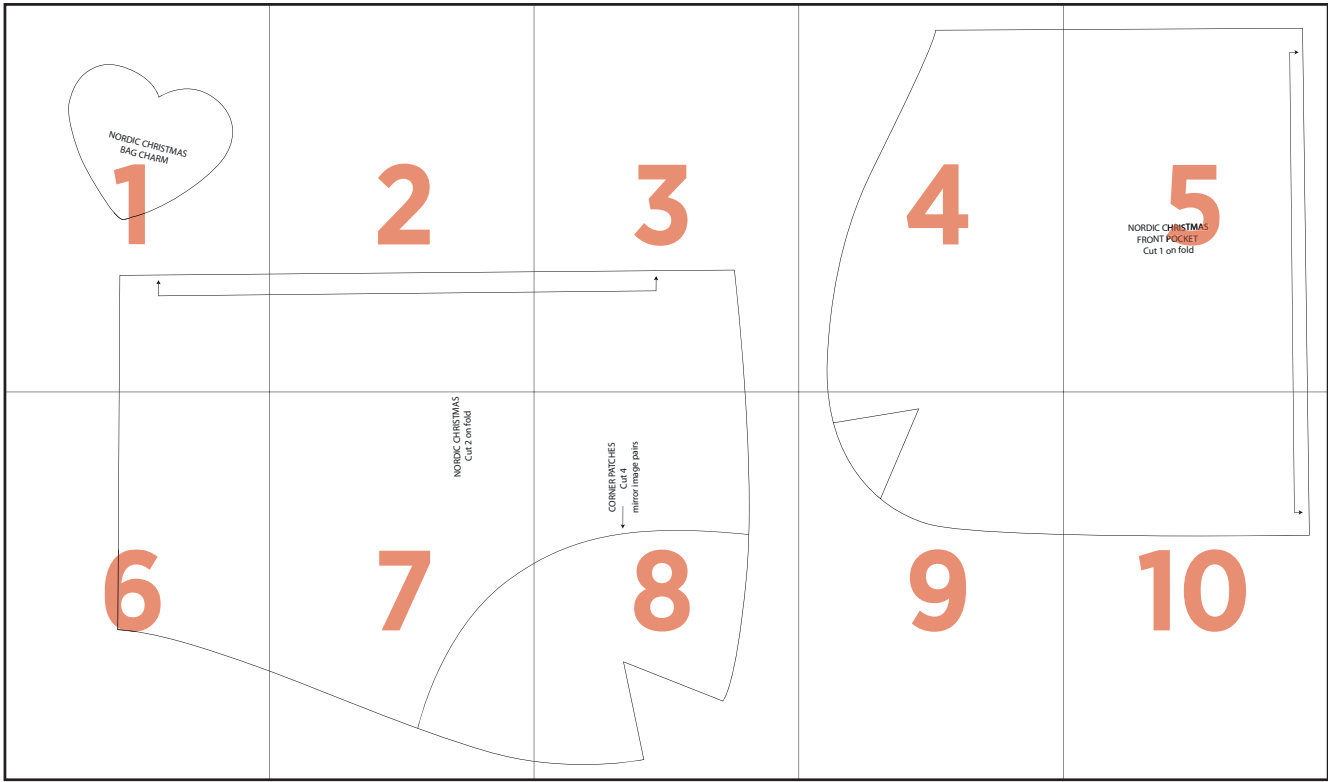 NORDIC CHRISTMAS
BAG CHARM
1
2
3
4
5
NORDIC CHRISTMAS
FRONT POCKET
Cut 1 on fold
NORDIC CHRISTMAS
Cut 2 on fold
CORNER PATCHES
Cut 4
mirror image pairs
6
7
8
9
10